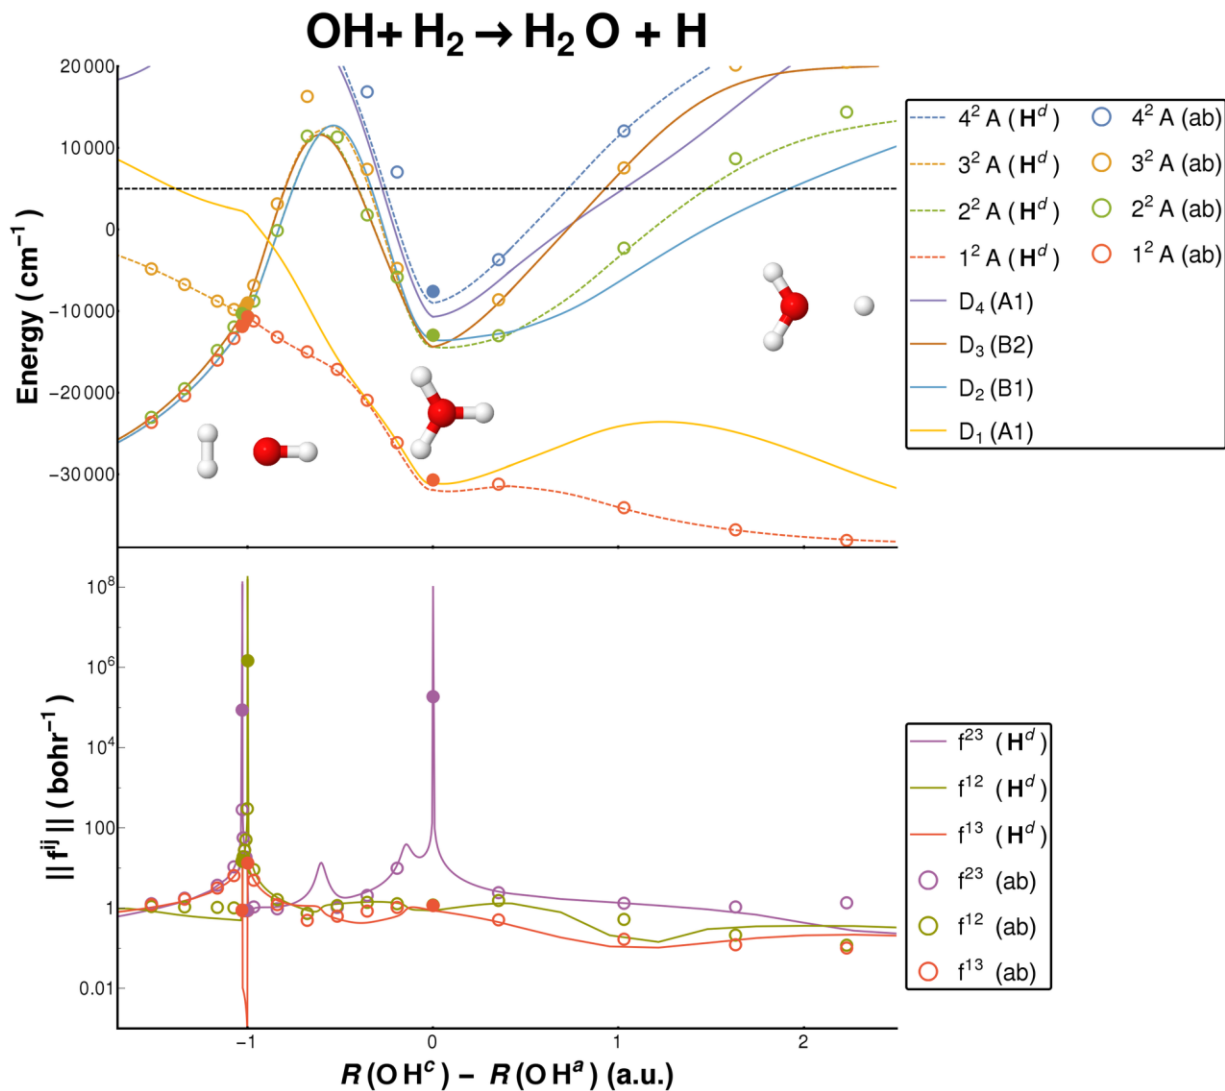 OH+ H₂ → H₂ O + H
20 000
10 000
0
−10 000
−20 000
−30 000
Energy ( cm⁻¹ )
4² A ( Hᵈ )
4² A (ab)
3² A ( Hᵈ )
3² A (ab)
2² A ( Hᵈ )
2² A (ab)
1² A ( Hᵈ )
1² A (ab)
D₄ (A1)
D₃ (B2)
D₂ (B1)
D₁ (A1)
10⁸
10⁶
10⁴
100
1
0.01
|| fⁱʲ || ( bohr⁻¹ )
f²³ ( Hᵈ )
f¹² ( Hᵈ )
f¹³ ( Hᵈ )
f²³ (ab)
f¹² (ab)
f¹³ (ab)
−1
0
1
2
R (O Hᶜ) − R (O Hᵃ) (a.u.)